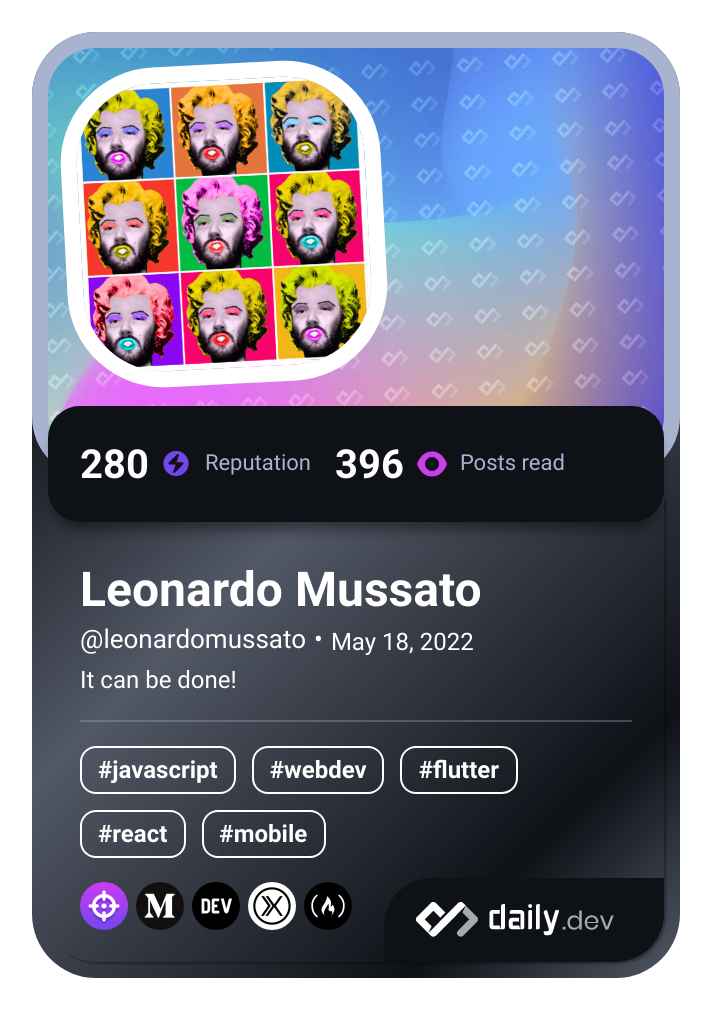 280 Reputation 396 Posts read
Leonardo Mussato
@leonardomussato • May 18, 2022
It can be done!
#javascript #webdev #flutter
#react #mobile
M DEV daily.dev